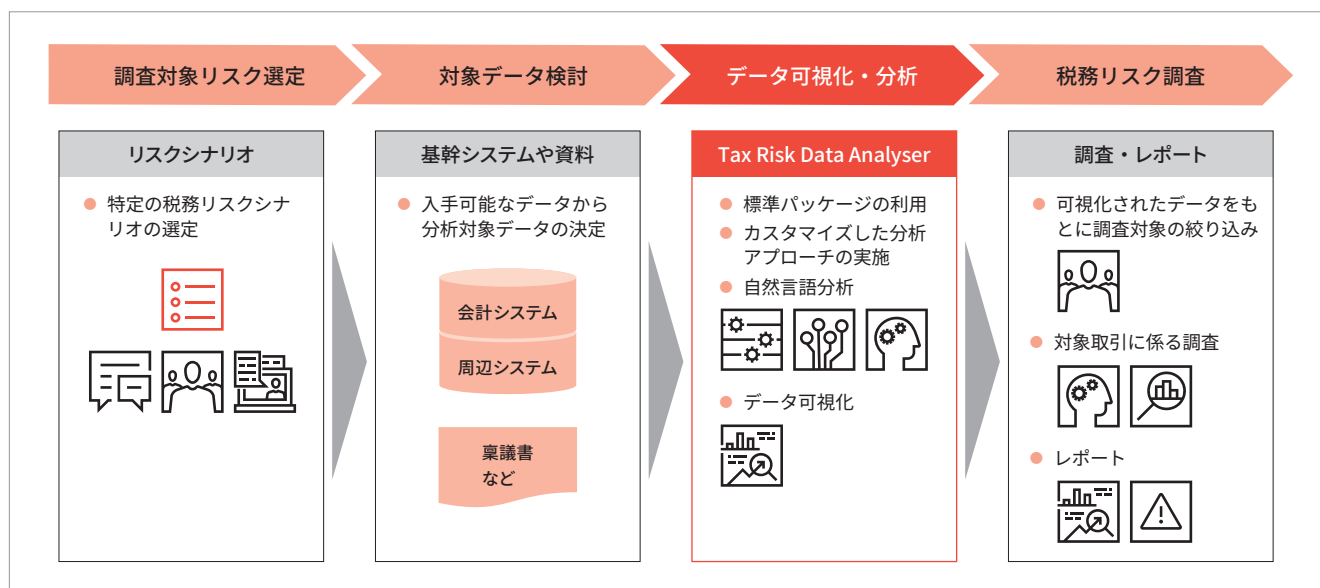 調査対象リスク選定
対象データ検討
データ可視化・分析
税務リスク調査
リスクシナリオ
特定の税務リスクシナ
リオの選定
基幹システムや資料
入手可能なデータから
分析対象データの決定
会計システム
周辺システム
稟議書
など
Tax Risk Data Analyser
標準パッケージの利用
カスタマイズした分析
アプローチの実施
自然言語分析
データ可視化
調査・レポート
可視化されたデータをも
とに調査対象の絞り込み
対象取引に係る調査
レポート